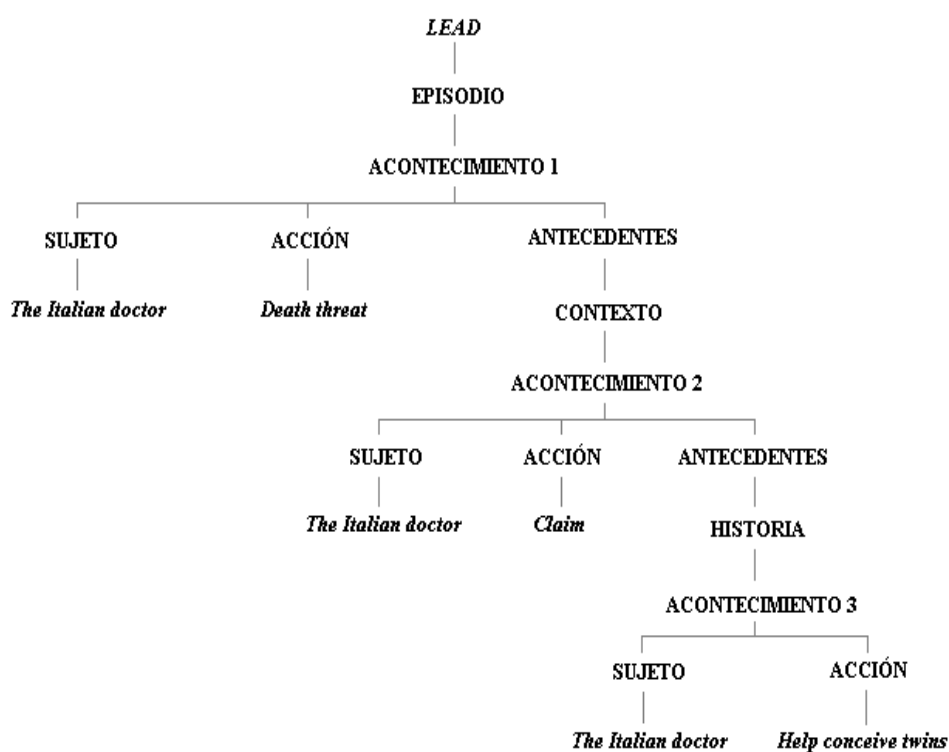 LEAD
EPISODIO
ACONTECIMIENTO 1
SUJETO ACCIÓN ANTECEDENTES
The Italian doctor Death threat CONTEXTO
ACONTECIMIENTO 2
SUJETO ACCIÓN ANTECEDENTES
The Italian doctor Claim HISTORIA
ACONTECIMIENTO 3
SUJETO ACCIÓN
The Italian doctor Help conceive twins